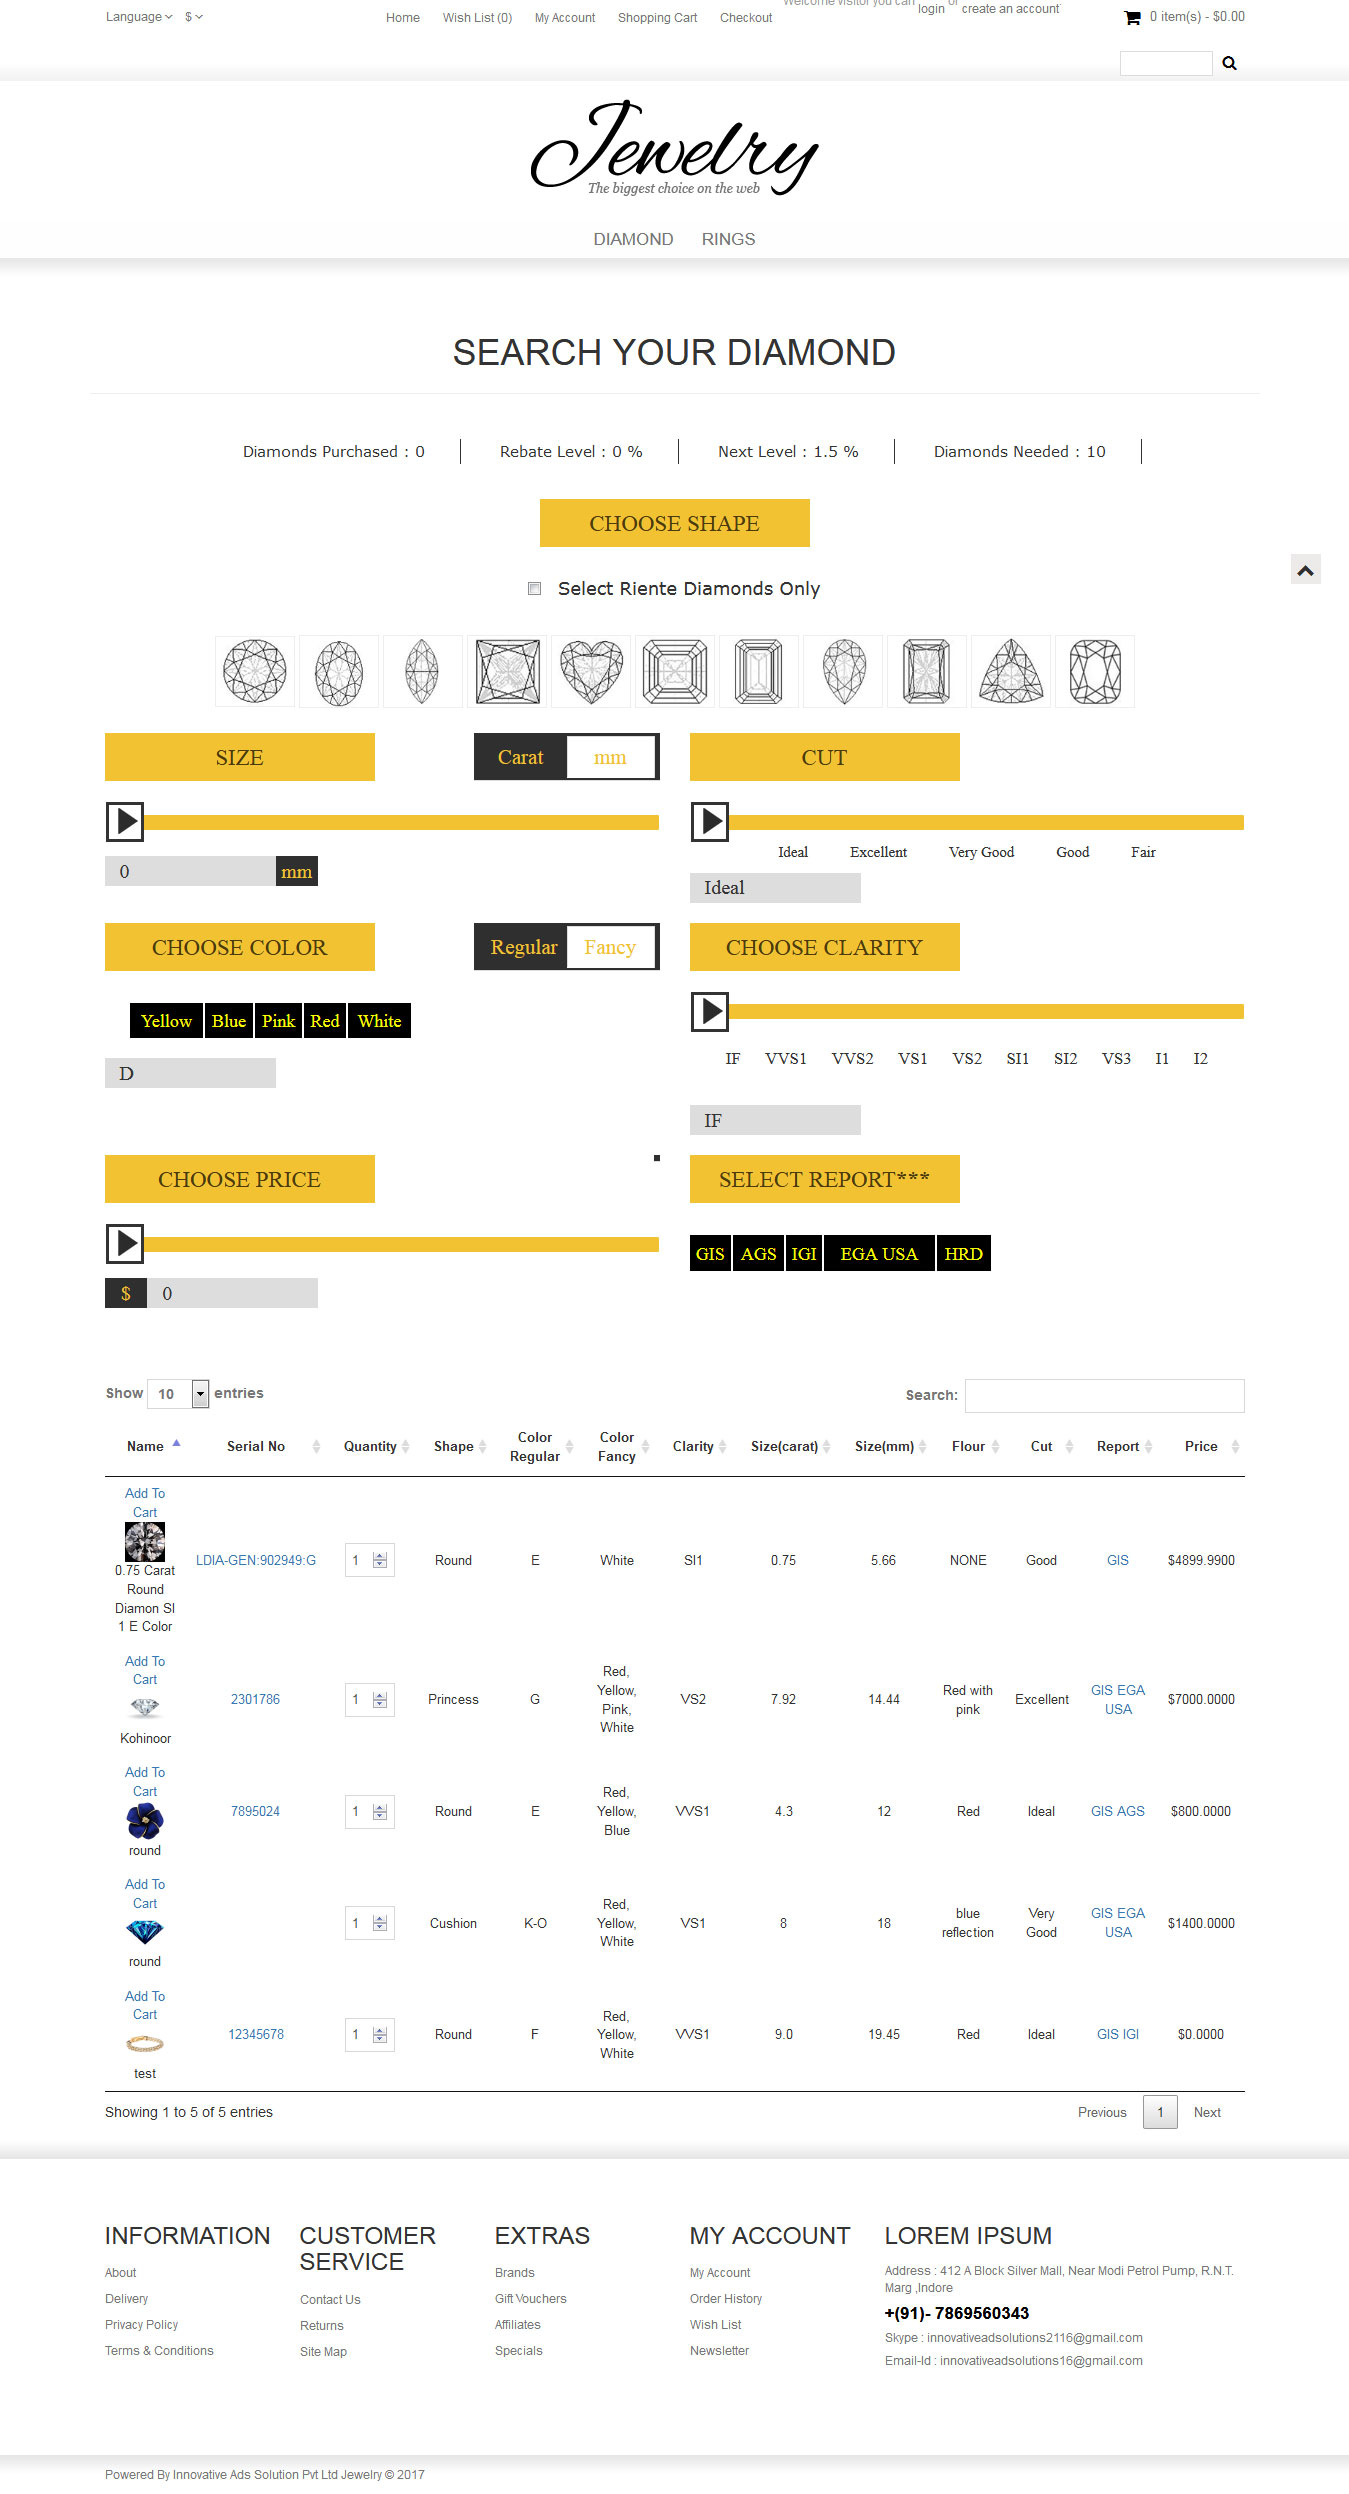 Language $ Home Wish List (0) My Account Shopping Cart Checkout Welcome visitor you can login or create an account 0 item(s) - $0.00
Jewelry
The biggest choice on the web
DIAMOND RINGS
SEARCH YOUR DIAMOND
Diamonds Purchased : 0 Rebate Level : 0 % Next Level : 1.5 % Diamonds Needed : 10
CHOOSE SHAPE
Select Riente Diamonds Only
SIZE Carat mm CUT
Ideal Excellent Very Good Good Fair
0 mm
Ideal
CHOOSE COLOR Regular Fancy CHOOSE CLARITY
Yellow Blue Pink Red White
IF VVS1 VVS2 VS1 VS2 SI1 SI2 VS3 I1 I2
D
IF
CHOOSE PRICE SELECT REPORT***
GIS AGS IGI EGA USA HRD
$ 0
Show 10 entries Search:
Name Serial No Quantity Shape Color Regular Color Fancy Clarity Size(carat) Size(mm) Flour Cut Report Price
Add To
Cart
LDIA-GEN:902949:G 1 Round E White SI1 0.75 5.66 NONE Good GIS $4899.9900
0.75 Carat
Round
Diamon SI
1 E Color
Add To
Cart
2301786 1 Princess G Red, Yellow, Pink, White VS2 7.92 14.44 Red with pink Excellent GIS EGA USA $7000.0000
Kohinoor
Add To
Cart
7895024 1 Round E Red, Yellow, Blue VVS1 4.3 12 Red Ideal GIS AGS $800.0000
round
Add To
Cart
1 Cushion K-O Red, Yellow, White VS1 8 18 blue reflection Very Good GIS EGA USA $1400.0000
round
Add To
Cart
12345678 1 Round F Red, Yellow, White VVS1 9.0 19.45 Red Ideal GIS IGI $0.0000
test
Showing 1 to 5 of 5 entries Previous 1 Next
INFORMATION
About
Delivery
Privacy Policy
Terms & Conditions
CUSTOMER
SERVICE
Contact Us
Returns
Site Map
EXTRAS
Brands
Gift Vouchers
Affiliates
Specials
MY ACCOUNT
My Account
Order History
Wish List
Newsletter
LOREM IPSUM
Address : 412 A Block Silver Mall, Near Modi Petrol Pump, R.N.T.
Marg ,Indore
+(91)- 7869560343
Skype : innovativeadsolutions2116@gmail.com
Email-Id : innovativeadsolutions16@gmail.com
Powered By Innovative Ads Solution Pvt Ltd Jewelry © 2017